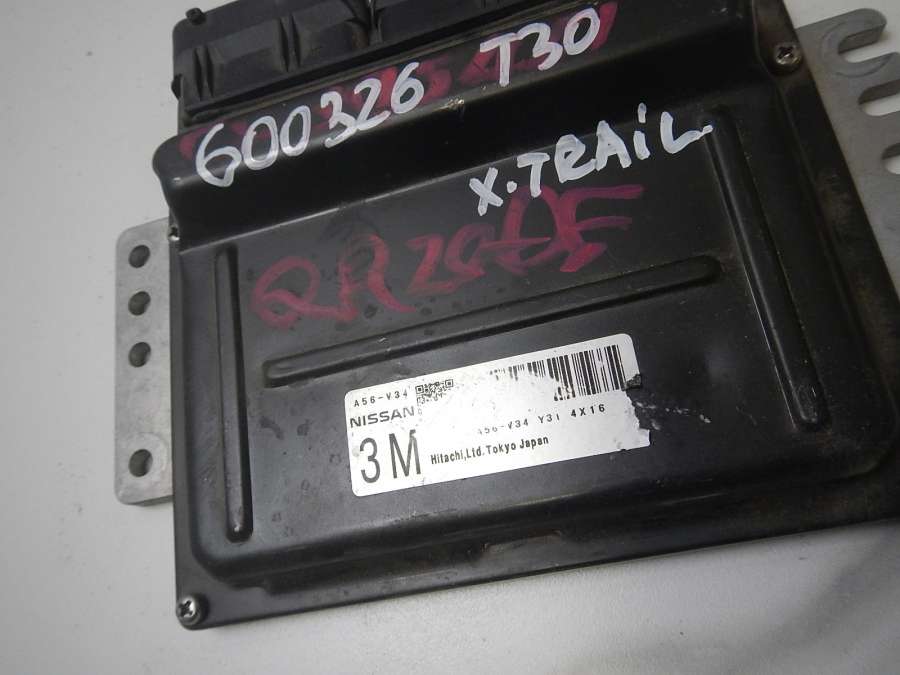 600326 T30
X.TRAIL
QR20DE
A56-V34
NISSAN
A56-V34 Y31 4X16
3M
Hitachi,Ltd.Tokyo Japan